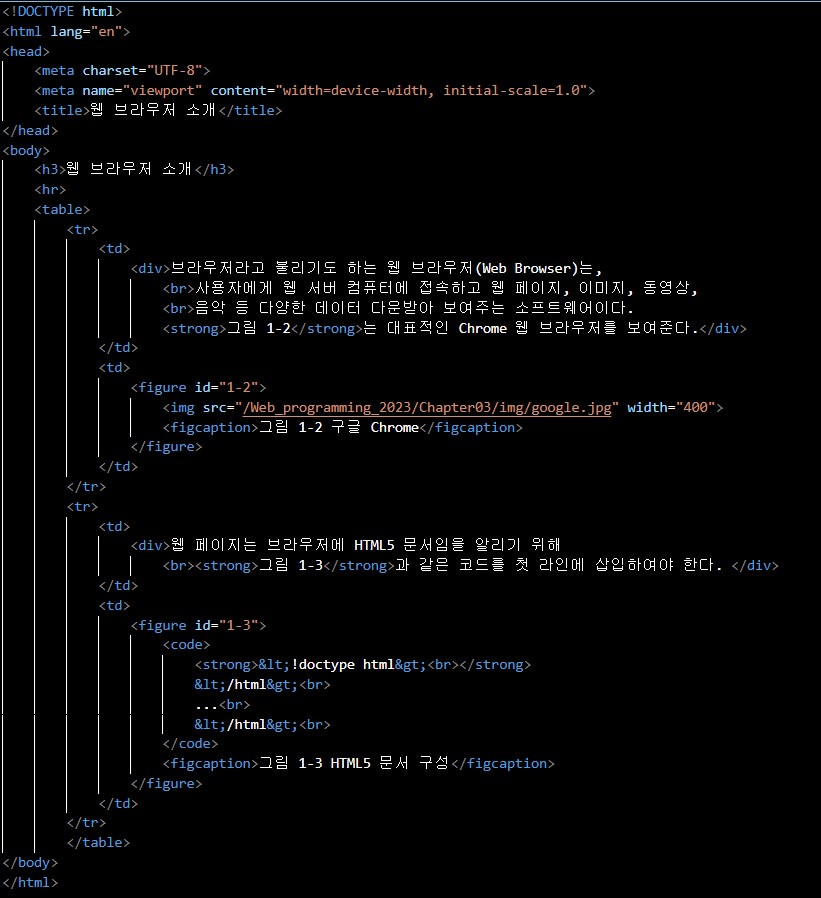 <!DOCTYPE html>
<html lang="en">
<head>
<meta charset="UTF-8">
<meta name="viewport" content="width=device-width, initial-scale=1.0">
<title>웹 브라우저 소개</title>
</head>
<body>
<h3>웹 브라우저 소개</h3>
<hr>
<table>
<tr>
<td>
<div>브라우저라고 불리기도 하는 웹 브라우저(Web Browser)는,
<br>사용자에게 웹 서버 컴퓨터에 접속하고 웹 페이지, 이미지, 동영상,
<br>음악 등 다양한 데이터 다운받아 보여주는 소프트웨어이다.
<strong>그림 1-2</strong>는 대표적인 Chrome 웹 브라우저를 보여준다.</div>
</td>
<td>
<figure id="1-2">
<img src="/Web_programming_2023/Chapter03/img/google.jpg" width="400">
<figcaption>그림 1-2 구글 Chrome</figcaption>
</figure>
</td>
</tr>
<tr>
<td>
<div>웹 페이지는 브라우저에 HTML5 문서임을 알리기 위해
<br><strong>그림 1-3</strong>과 같은 코드를 첫 라인에 삽입하여야 한다. </div>
</td>
<td>
<figure id="1-3">
<code>
<strong>&lt;!doctype html&gt;<br></strong>
&lt;/html&gt;<br>
...<br>
&lt;/html&gt;<br>
</code>
<figcaption>그림 1-3 HTML5 문서 구성</figcaption>
</figure>
</td>
</tr>
</table>
</body>
</html>